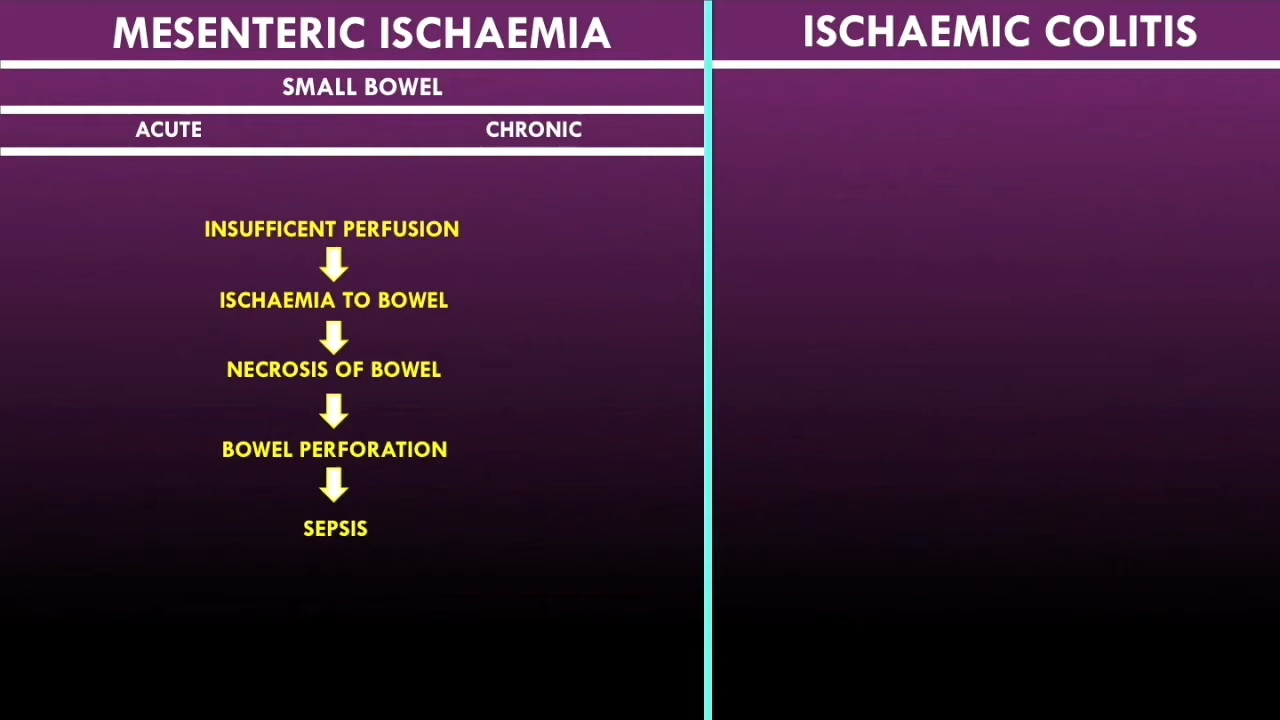 MESENTERIC ISCHAEMIA
SMALL BOWEL
ACUTE
CHRONIC
INSUFFICENT PERFUSION
ISCHAEMIA TO BOWEL
NECROSIS OF BOWEL
BOWEL PERFORATION
SEPSIS
ISCHAEMIC COLITIS